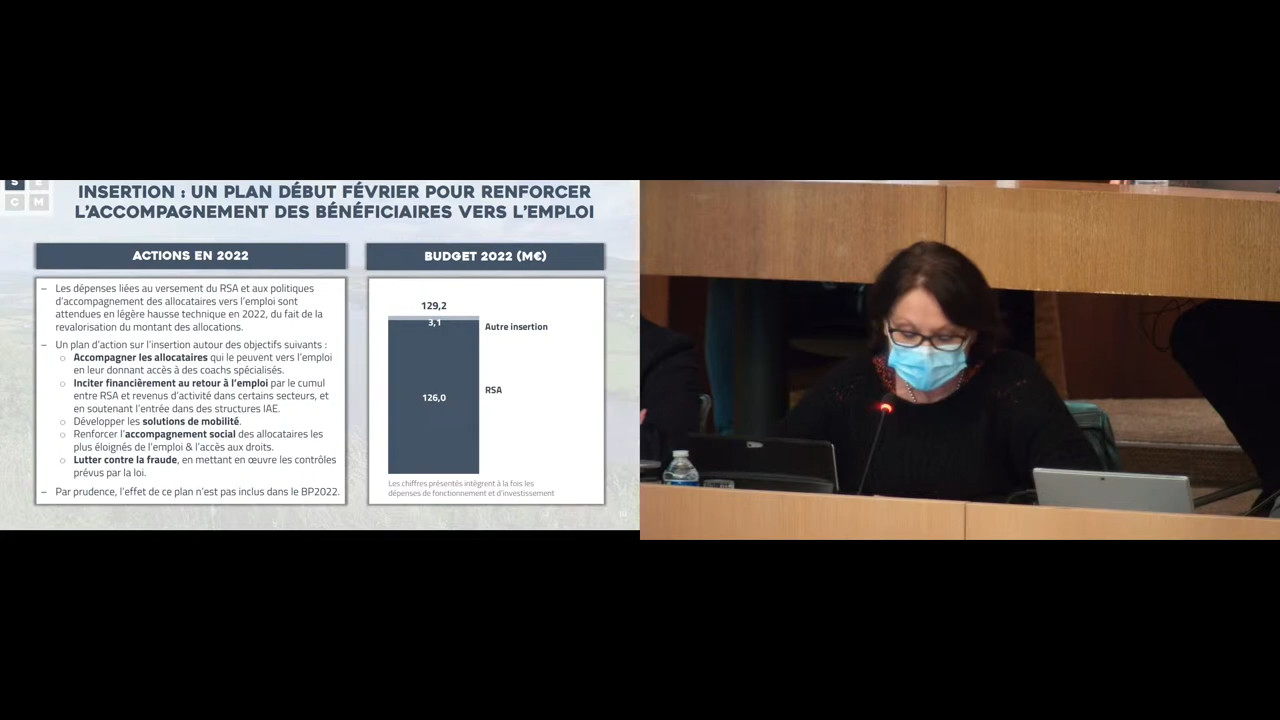 S E
C M
INSERTION : UN PLAN DÉBUT FÉVRIER POUR RENFORCER
L'ACCOMPAGNEMENT DES BÉNÉFICIAIRES VERS L'EMPLOI
ACTIONS EN 2022
– Les dépenses liées au versement du RSA et aux politiques
d'accompagnement des allocataires vers l'emploi sont
attendues en légère hausse technique en 2022, du fait de la
revalorisation du montant des allocations.
– Un plan d'action sur l'insertion autour des objectifs suivants :
o Accompagner les allocataires qui le peuvent vers l'emploi
en leur donnant accès à des coachs spécialisés.
o Inciter financièrement au retour à l'emploi par le cumul
entre RSA et revenus d'activité dans certains secteurs, et
en soutenant l'entrée dans des structures IAE.
o Développer les solutions de mobilité.
o Renforcer l'accompagnement social des allocataires les
plus éloignés de l'emploi & l'accès aux droits.
o Lutter contre la fraude, en mettant en œuvre les contrôles
prévus par la loi.
– Par prudence, l'effet de ce plan n'est pas inclus dans le BP2022.
BUDGET 2022 (M€)
129,2
3,1
Autre insertion
126,0
RSA
Les chiffres présentés intègrent à la fois les
dépenses de fonctionnement et d'investissement